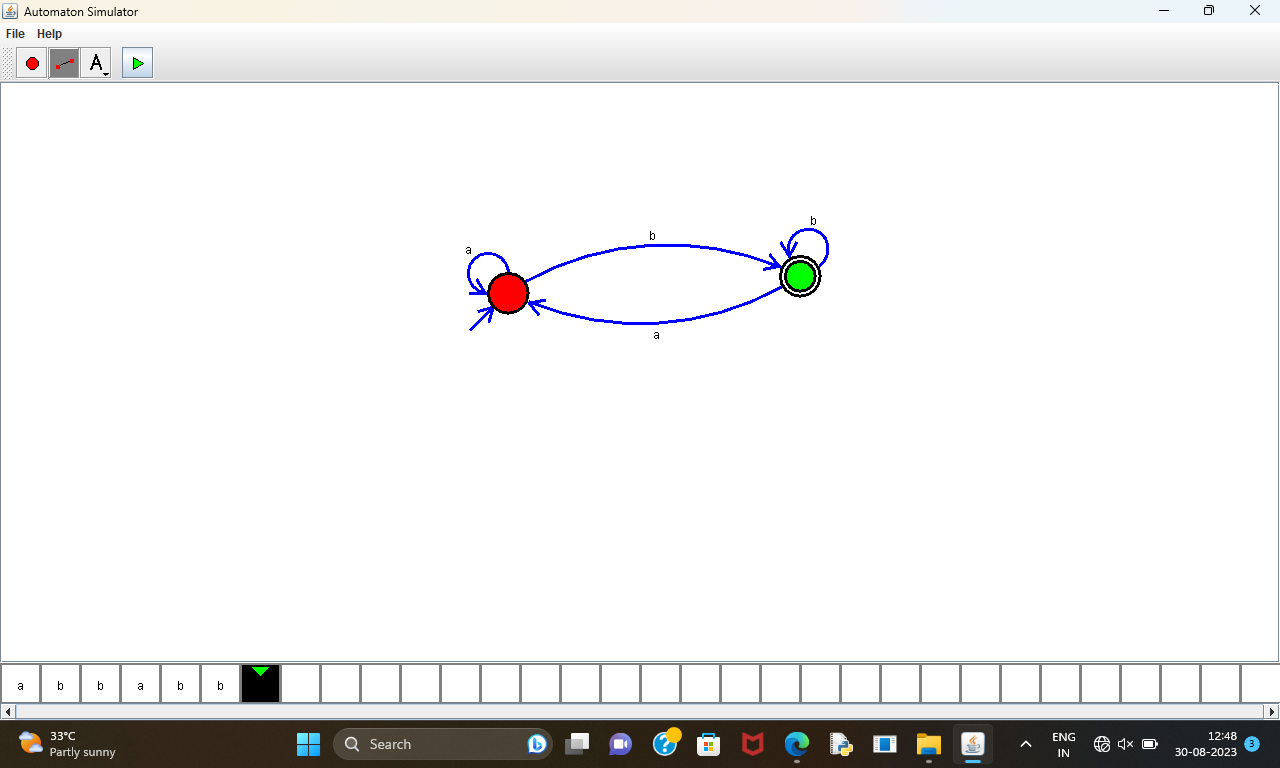 Automaton Simulator
File Help
A
b
a
b
a
a b b a b b
33°C
Partly sunny
Search
ENG
IN
12:48
30-08-2023
3